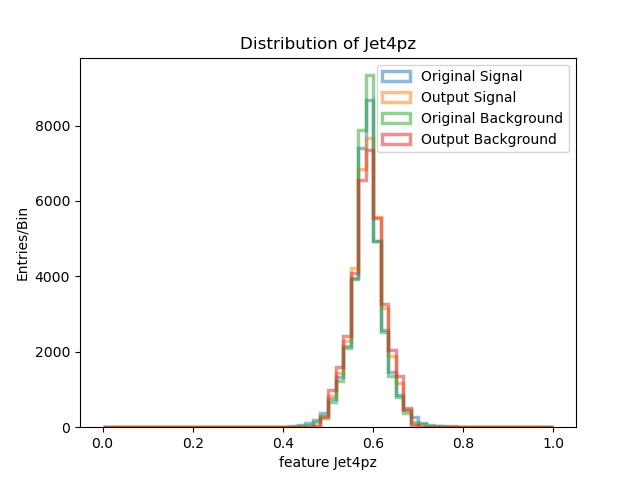 Distribution of Jet4pz
Original Signal
Output Signal
Original Background
Output Background
Entries/Bin
8000
6000
4000
2000
0
0.0 0.2 0.4 0.6 0.8 1.0
feature Jet4pz